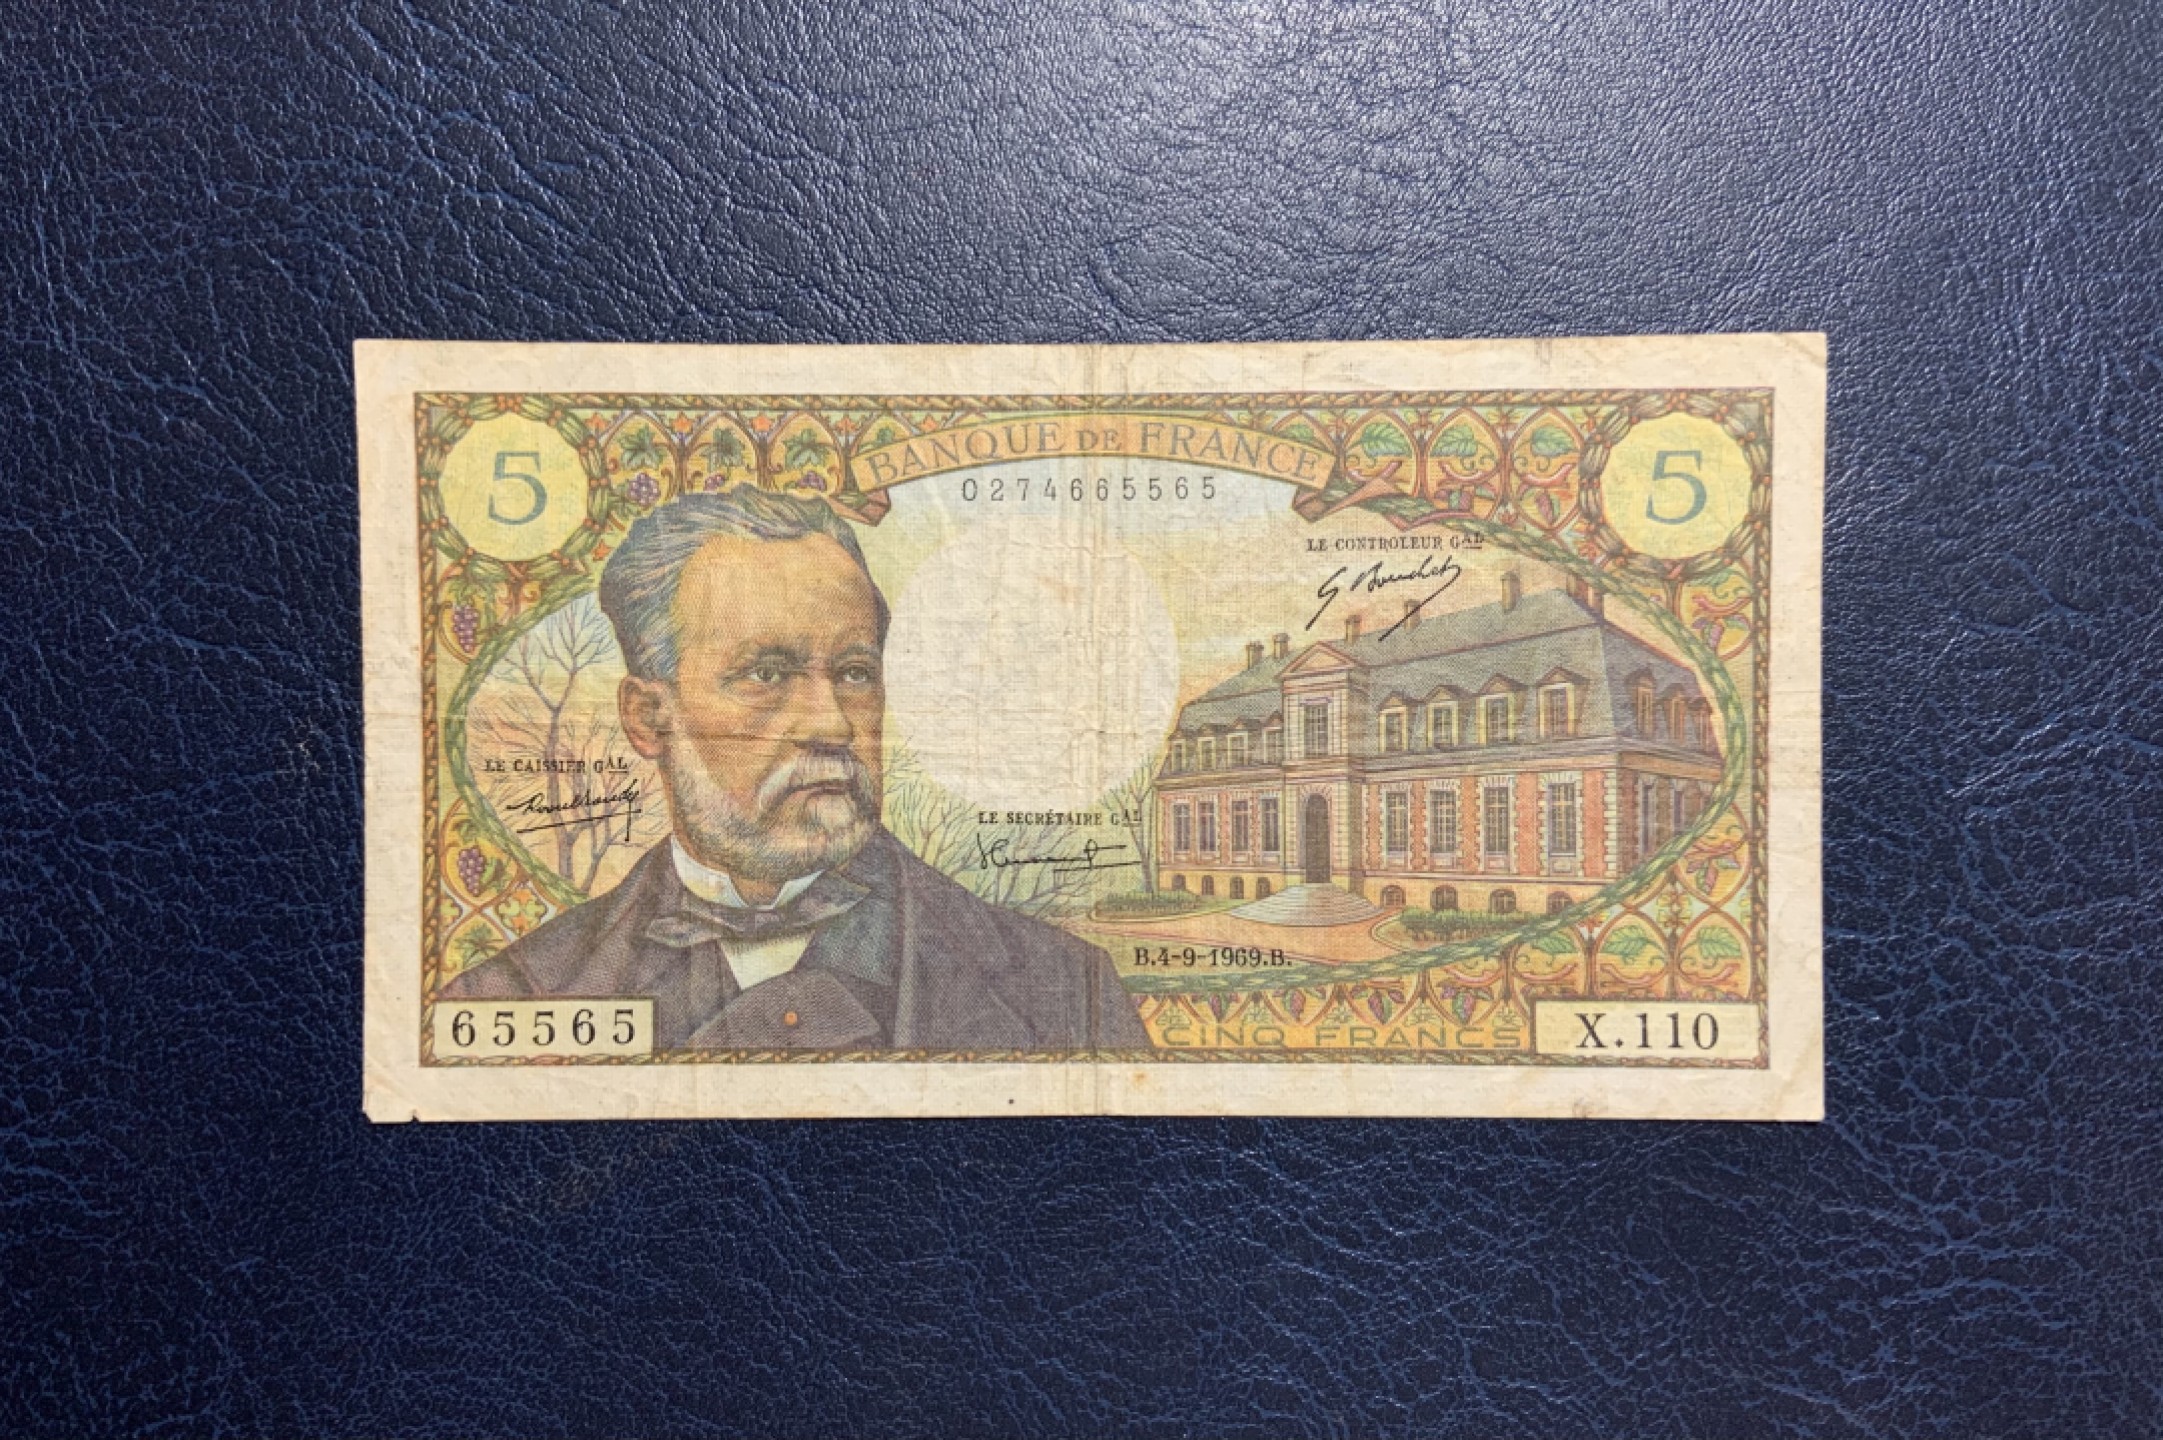 BANQUE DE FRANCE
5
5
0274665565
LE CONTROLEUR GAL
G Bouchet
LE CAISSIER GAL
LE SECRÉTAIRE GAL
B.4-9-1969.B.
65565
CINQ FRANCS
X.110